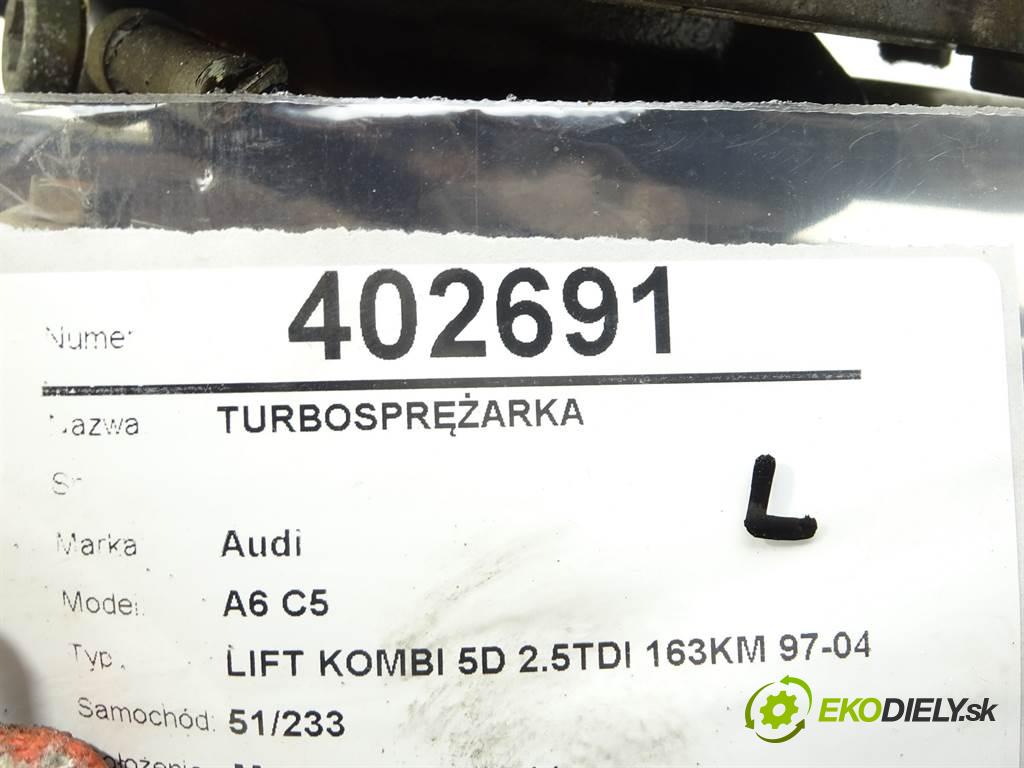 Numer 402691
Nazwa TURBOSPRĘŻARKA
L
Marka Audi
Model A6 C5
Typ. LIFT KOMBI 5D 2.5TDI 163KM 97-04
Samochód: 51/233
EKODIELY.sk